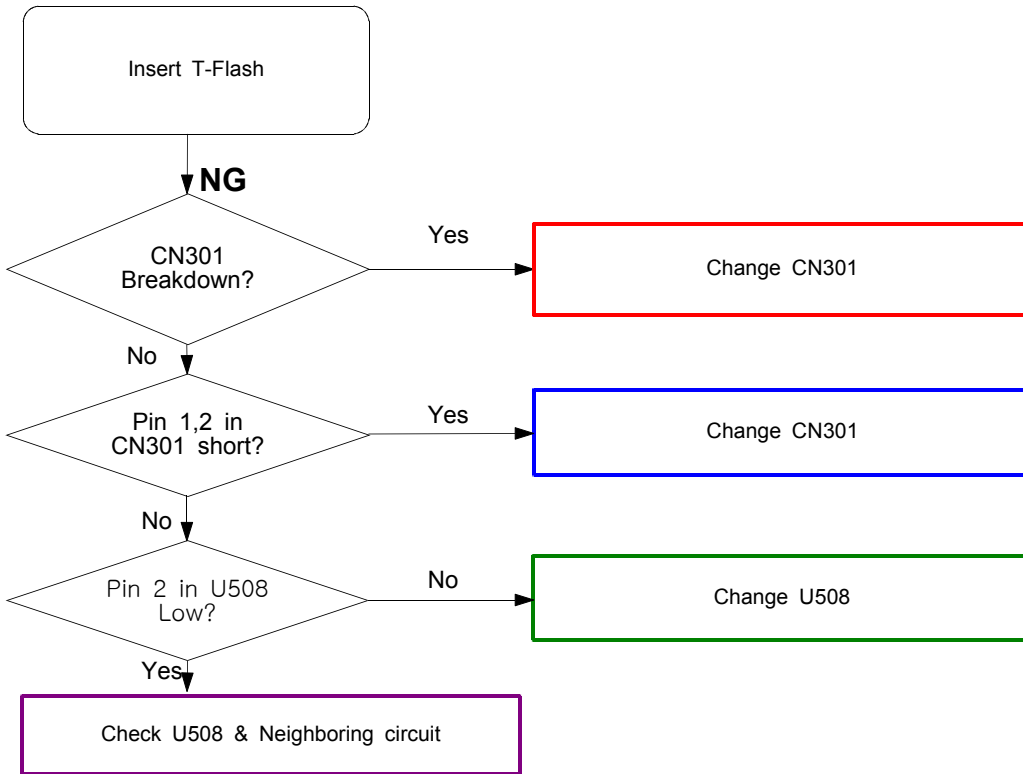 Insert T-Flash
NG
CN301
Breakdown?
Yes
Change CN301
No
Pin 1,2 in
CN301 short?
Yes
Change CN301
No
Pin 2 in U508
Low?
No
Change U508
Yes
Check U508 & Neighboring circuit